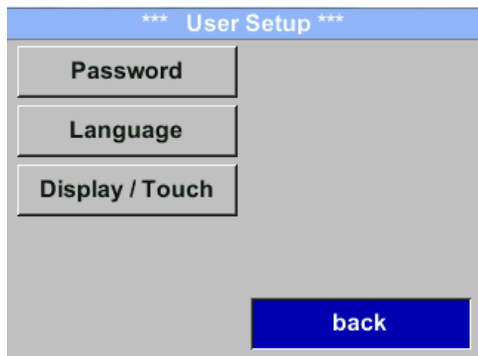 *** User Setup ***
Password
Language
Display / Touch
back